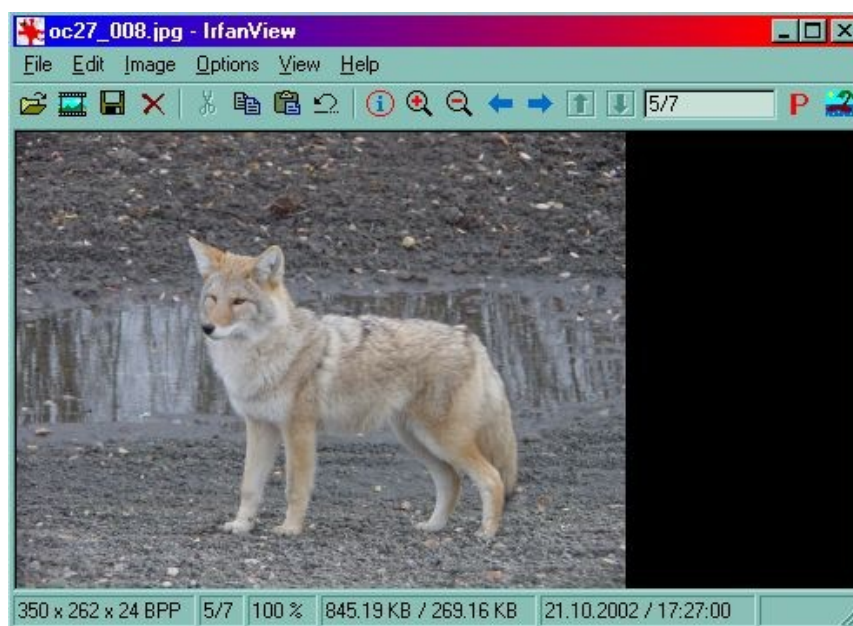 oc27_008.jpg - IrfanView
File Edit Image Options View Help
5/7 P
350 x 262 x 24 BPP 5/7 100 % 845.19 KB / 269.16 KB 21.10.2002 / 17:27:00